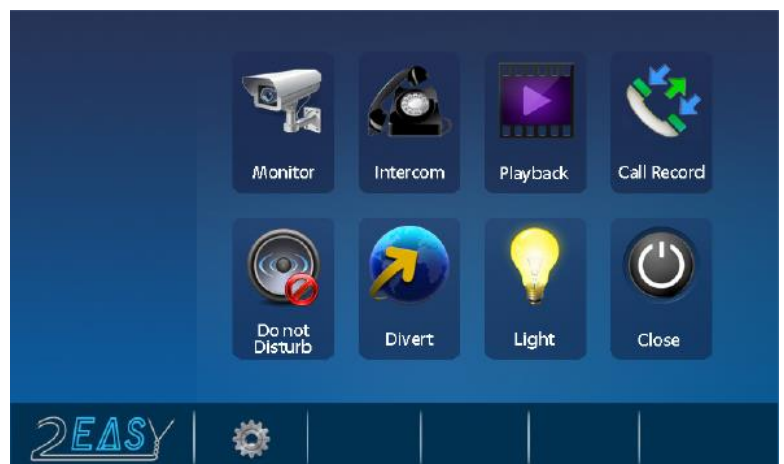 Monitor
Intercom
Playback
Call Record
Do not
Disturb
Divert
Light
Close
2EASY